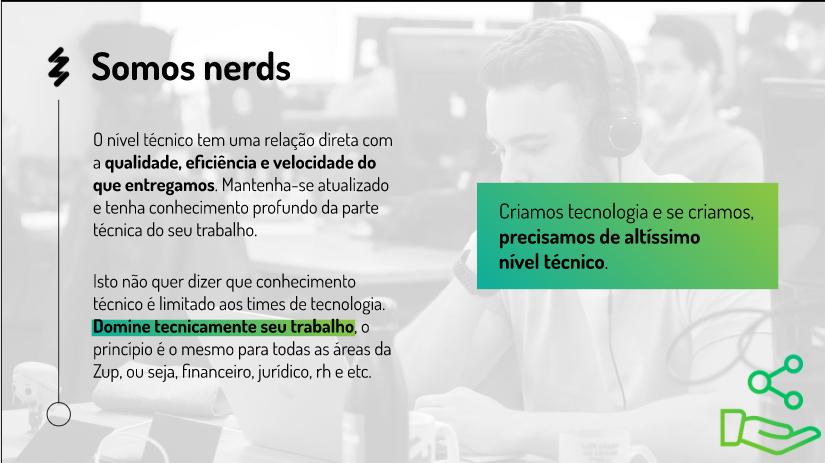 Somos nerds
O nível técnico tem uma relação direta com
a qualidade, eficiência e velocidade do
que entregamos. Mantenha-se atualizado
e tenha conhecimento profundo da parte
técnica do seu trabalho.
Isto não quer dizer que conhecimento
técnico é limitado aos times de tecnologia.
Domine tecnicamente seu trabalho, o
princípio é o mesmo para todas as áreas da
Zup, ou seja, financeiro, jurídico, rh e etc.
Criamos tecnologia e se criamos,
precisamos de altíssimo
nível técnico.